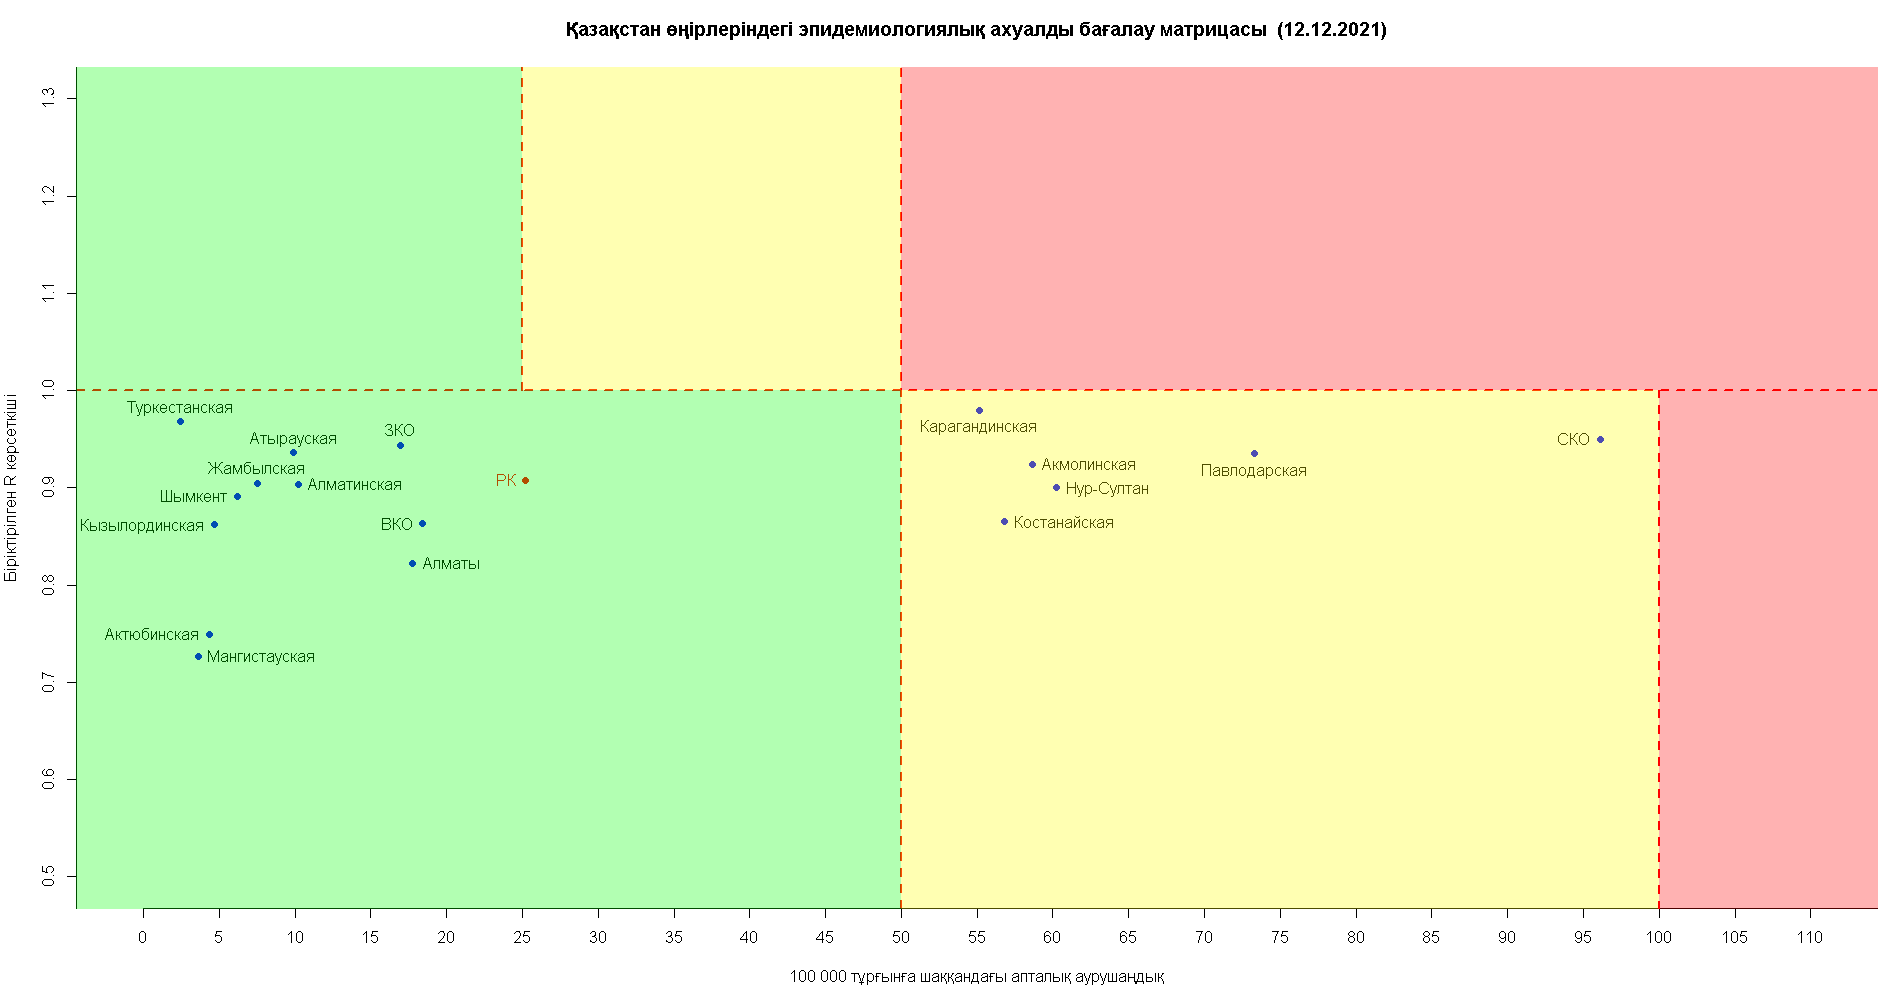 Қазақстан өңірлеріндегі эпидемиологиялық ахуалды бағалау матрицасы (12.12.2021)
Біріктірілген R көрсеткіші
1.3
1.2
1.1
1.0
0.9
0.8
0.7
0.6
0.5
Туркестанская
ЗКО
Атырауская
Жамбылская
Алматинская
Шымкент
Кызылординская
РК
ВКО
Алматы
Актюбинская
Мангистауская
Карагандинская
Акмолинская
Нур-Султан
Костанайская
Павлодарская
СКО
0 5 10 15 20 25 30 35 40 45 50 55 60 65 70 75 80 85 90 95 100 105 110
100 000 тұрғынға шаққандағы апталық аурушаңдық